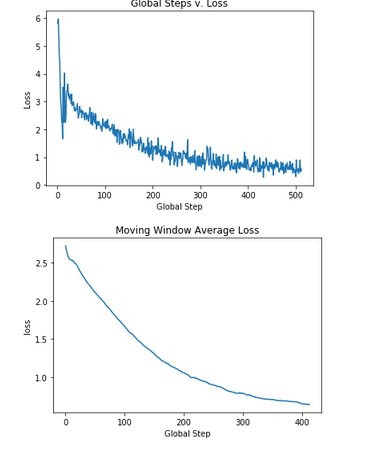 Global Steps v. Loss
6
5
4
3
2
1
0
Loss
0 100 200 300 400 500
Global Step
Moving Window Average Loss
2.5
2.0
1.5
1.0
loss
0 100 200 300 400
Global Step